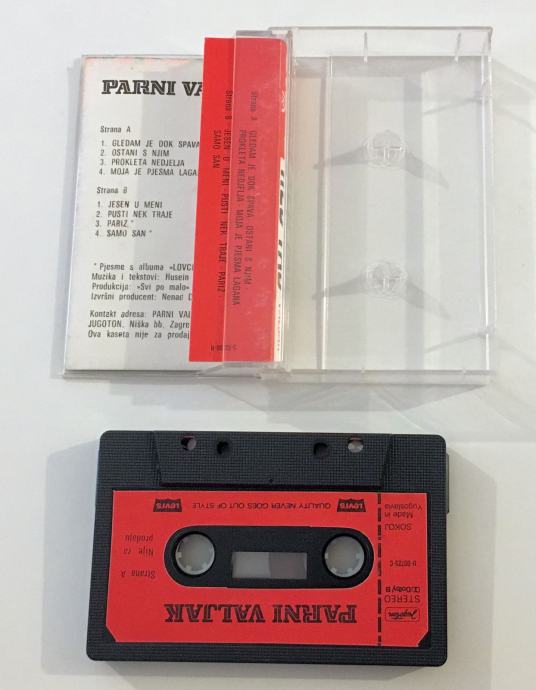 PARNI VA
Strana A
1. GLEDAM JE DOK SPAVA
2. OSTANI S NJIM
3. PROKLETA NEDJELJA
4. MOJA JE PJESMA LAGA
Strana B
1. JESEN U MENI
2. PUSTI NEK TRAJE
3. PARIZ*
4. SAMO SAN*
* Pjesme s albuma »LOVC
Muzika i tekstovi: Husein
Produkcija: »Svi po malo«
Izvršni producent: Nenad
Kontakt adresa: PARNI VAL
JUGOTON, Niška bb, Zagre
Ova kaseta nije za prodaj
Strana A GLEDAM JE DOK SPAVA · OSTANI S NJIM ·
PROKLETA NEDJELJA · MOJA JE PJESMA LAGANA
Strana B · JESEN U MENI · PUSTI NEK TRAJE · PARIZ ·
SAMO SAN
PARNI VALJAK
Strana A
Nije za
prodaju
Jugoton
STEREO
Dolby B
U-00725-C
SOKOJ
Made in
Yugoslavia
LEVI'S QUALITY NEVER GOES OUT OF STYLE LEVI'S